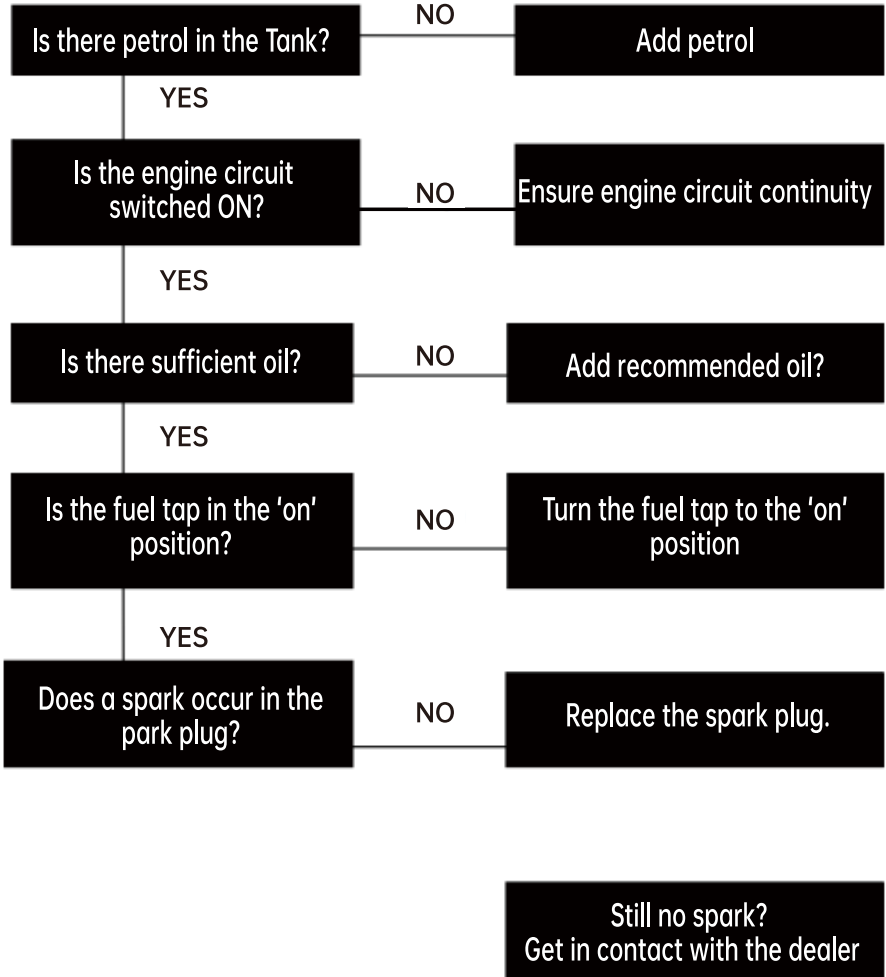 Is there petrol in the Tank?
NO
Add petrol
YES
Is the engine circuit
switched ON?
NO
Ensure engine circuit continuity
YES
Is there sufficient oil?
NO
Add recommended oil?
YES
Is the fuel tap in the ‘on’
position?
NO
Turn the fuel tap to the ‘on’
position
YES
Does a spark occur in the
park plug?
NO
Replace the spark plug.
Still no spark?
Get in contact with the dealer